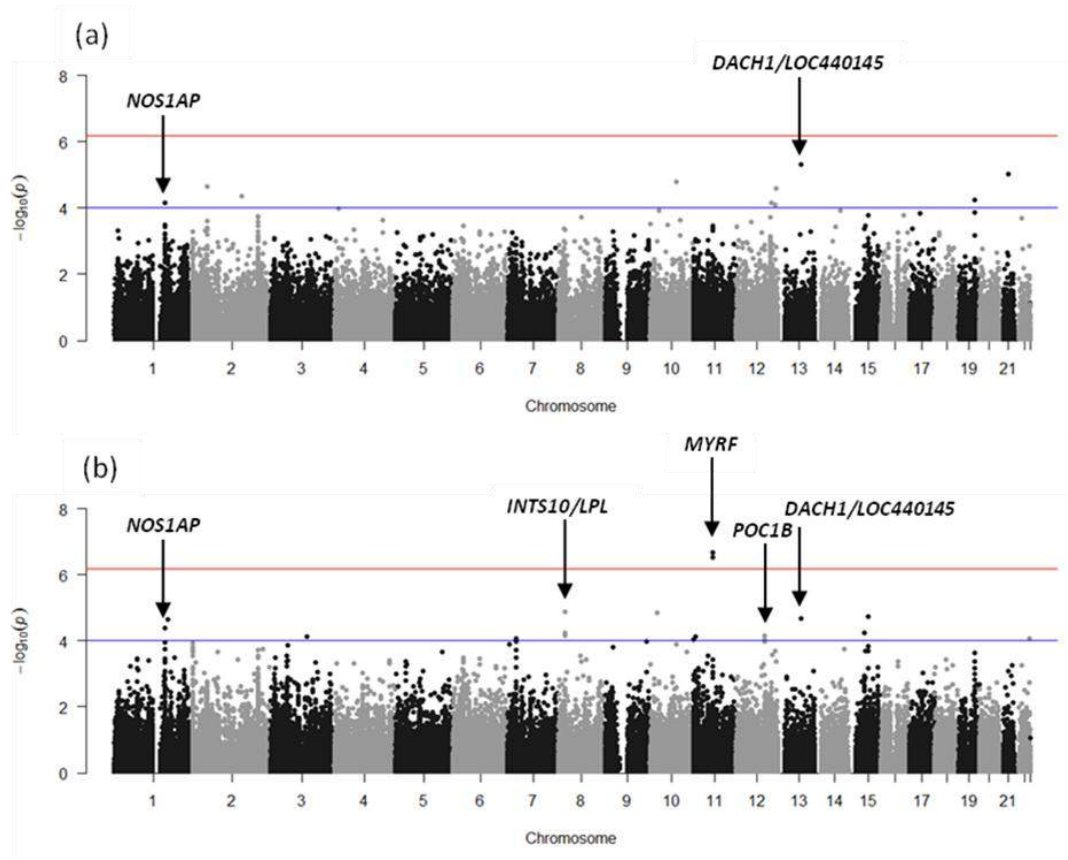 (a)
DACH1/LOC440145
NOS1AP
8
6
4
2
0
−log10(p)
1 2 3 4 5 6 7 8 9 10 11 12 13 14 15 17 19 21
Chromosome
MYRF
(b)
INTS10/LPL
DACH1/LOC440145
NOS1AP
POC1B
8
6
4
2
0
−log10(p)
1 2 3 4 5 6 7 8 9 10 11 12 13 14 15 17 19 21
Chromosome